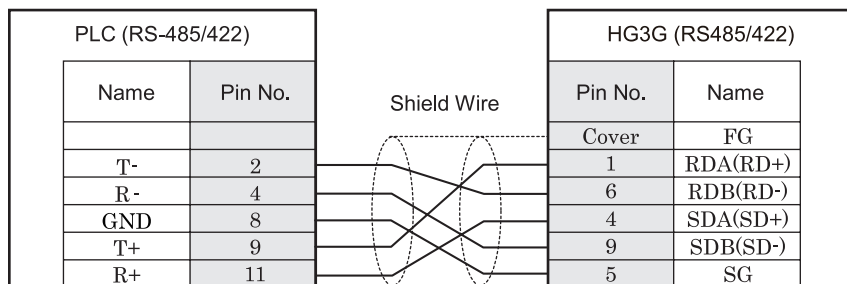 PLC (RS-485/422)
HG3G (RS485/422)
Name Pin No.
Shield Wire
Pin No. Name
Cover FG
T- 2
1 RDA(RD+)
R- 4
6 RDB(RD-)
GND 8
4 SDA(SD+)
T+ 9
9 SDB(SD-)
R+ 11
5 SG